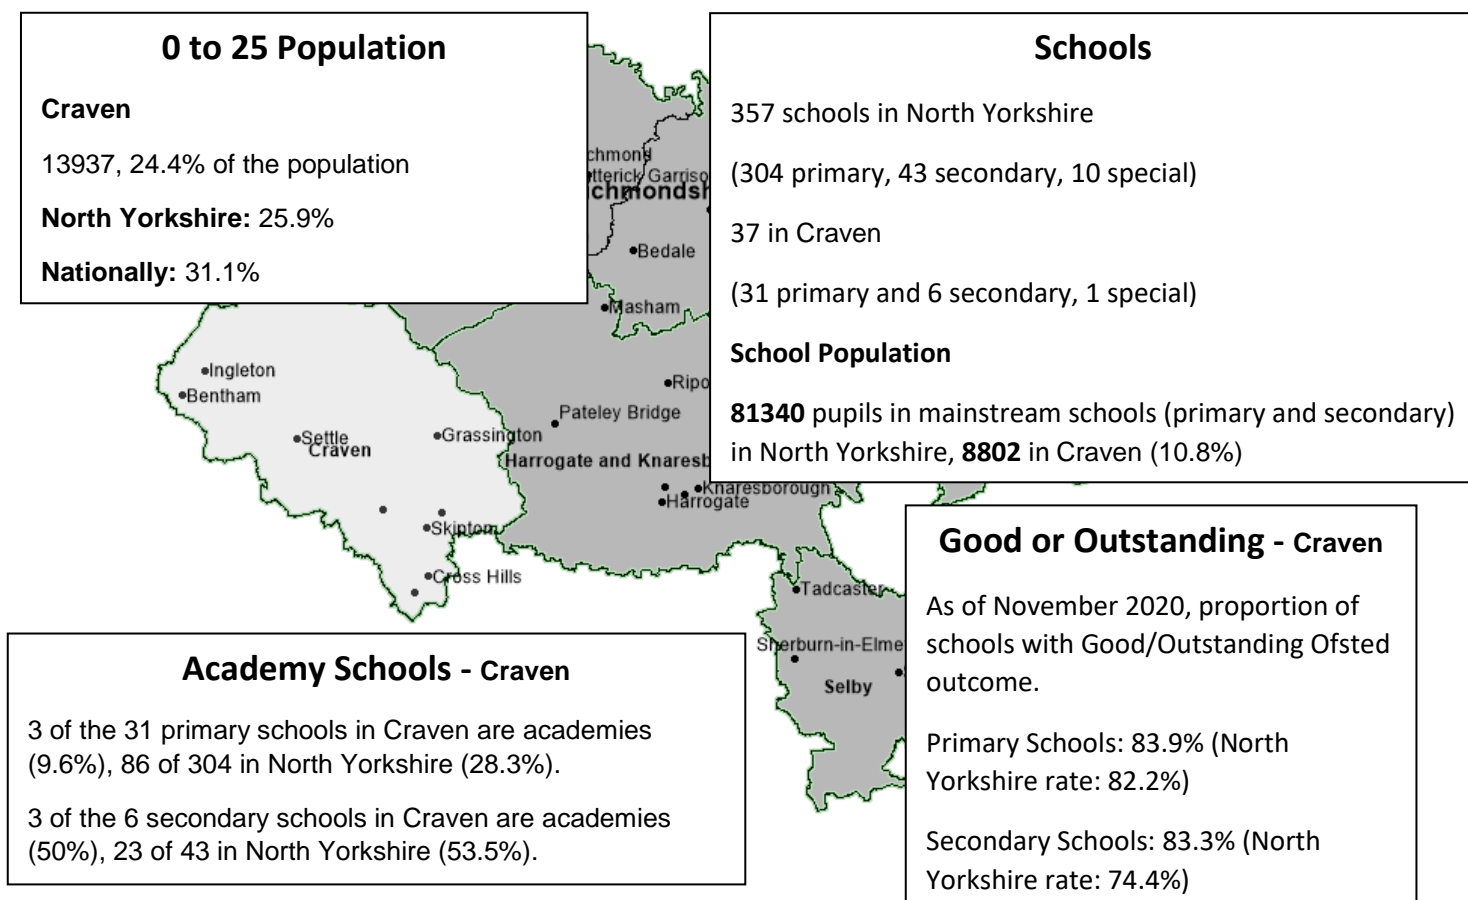 0 to 25 Population
Craven
13937, 24.4% of the population
North Yorkshire: 25.9%
Nationally: 31.1%
Schools
357 schools in North Yorkshire
(304 primary, 43 secondary, 10 special)
37 in Craven
(31 primary and 6 secondary, 1 special)
School Population
81340 pupils in mainstream schools (primary and secondary)
in North Yorkshire, 8802 in Craven (10.8%)
chmond
tterick Garriso
ichmondsh
Bedale
Masham
Ingleton
Bentham
Ripo
Pateley Bridge
Settle
Craven
Grassington
Harrogate and Knaresb
Knaresborough
Harrogate
Skipton
Cross Hills
Tadcaster
Sherburn-in-Elme
Selby
Good or Outstanding - Craven
As of November 2020, proportion of
schools with Good/Outstanding Ofsted
outcome.
Primary Schools: 83.9% (North
Yorkshire rate: 82.2%)
Secondary Schools: 83.3% (North
Yorkshire rate: 74.4%)
Academy Schools - Craven
3 of the 31 primary schools in Craven are academies
(9.6%), 86 of 304 in North Yorkshire (28.3%).
3 of the 6 secondary schools in Craven are academies
(50%), 23 of 43 in North Yorkshire (53.5%).